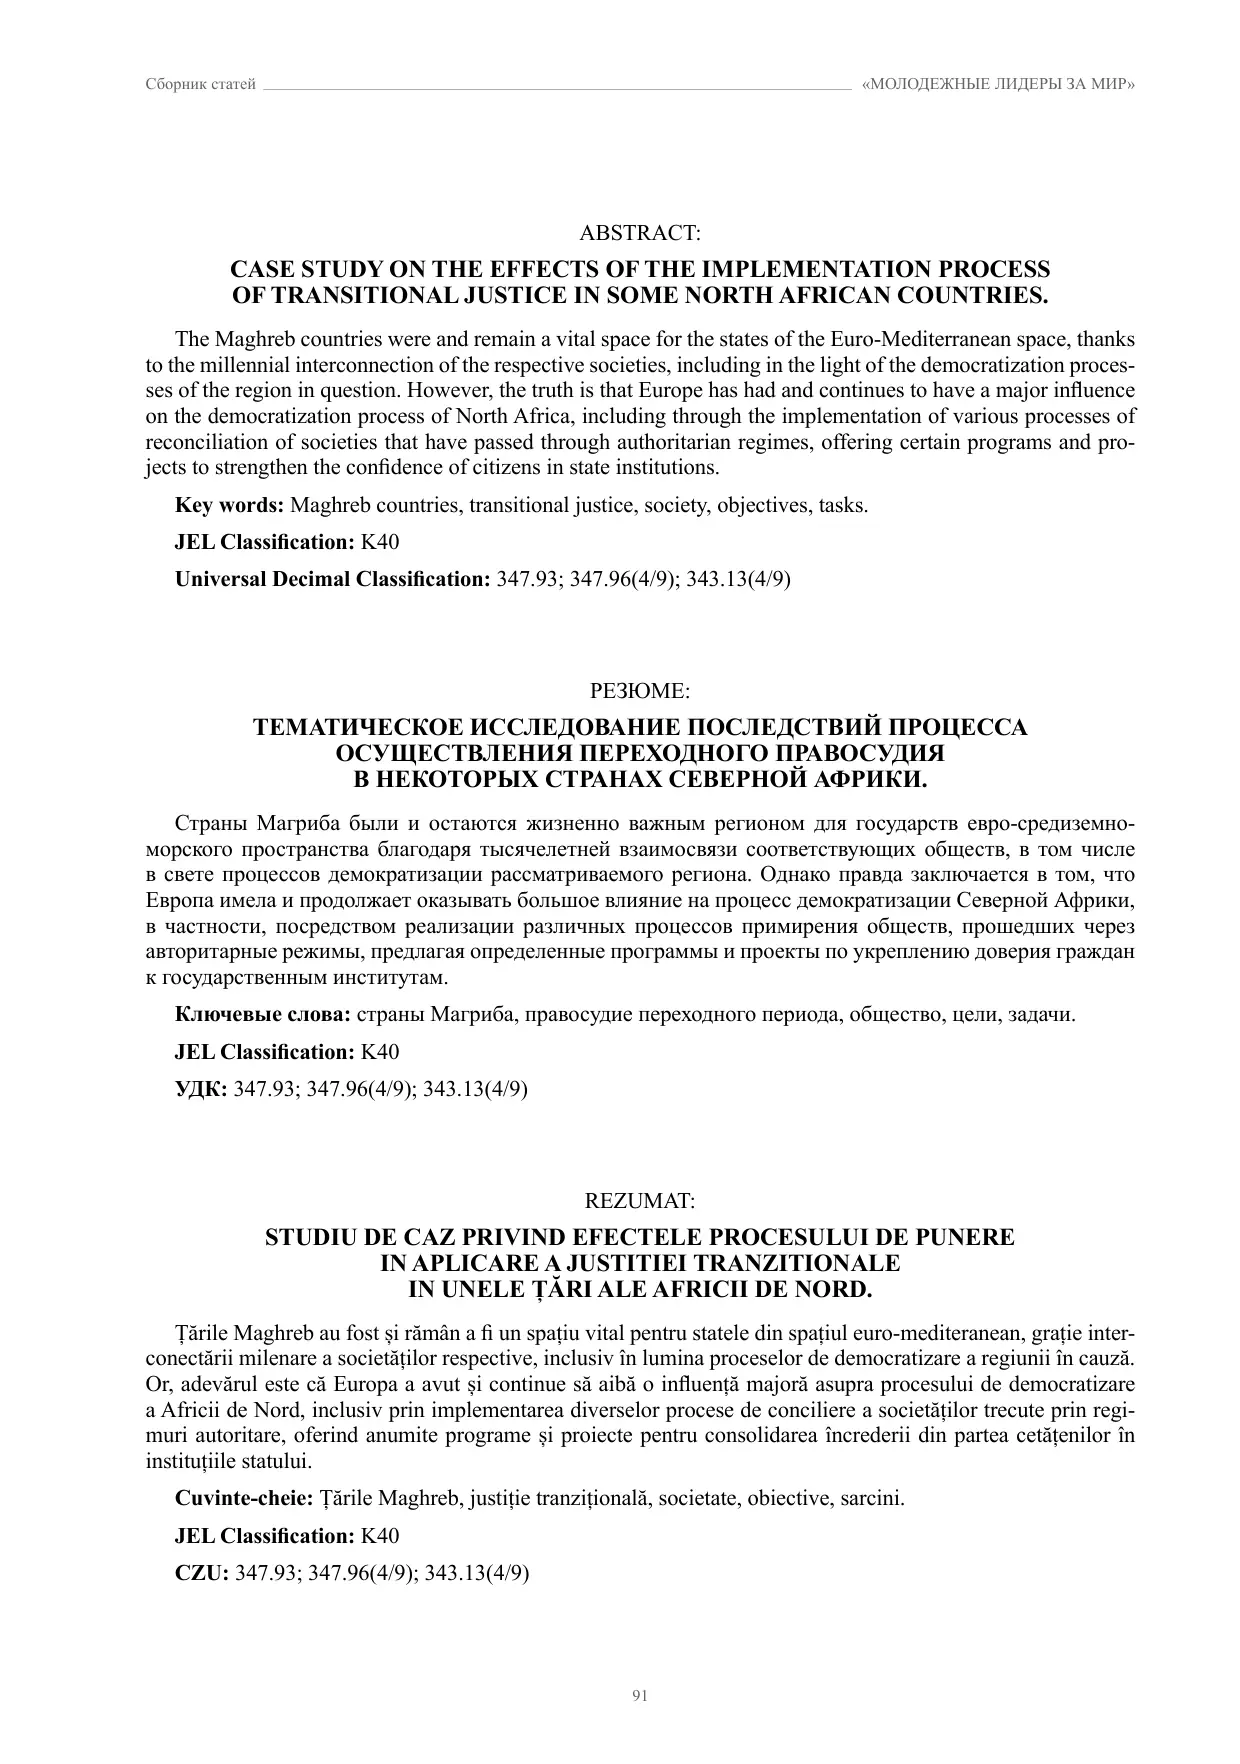 Сборник статей «МОЛОДЕЖНЫЕ ЛИДЕРЫ ЗА МИР»
ABSTRACT:
CASE STUDY ON THE EFFECTS OF THE IMPLEMENTATION PROCESS
OF TRANSITIONAL JUSTICE IN SOME NORTH AFRICAN COUNTRIES.
The Maghreb countries were and remain a vital space for the states of the Euro-Mediterranean space, thanks
to the millennial interconnection of the respective societies, including in the light of the democratization proces-
ses of the region in question. However, the truth is that Europe has had and continues to have a major influence
on the democratization process of North Africa, including through the implementation of various processes of
reconciliation of societies that have passed through authoritarian regimes, offering certain programs and pro-
jects to strengthen the confidence of citizens in state institutions.
Key words: Maghreb countries, transitional justice, society, objectives, tasks.
JEL Classification: K40
Universal Decimal Classification: 347.93; 347.96(4/9); 343.13(4/9)
РЕЗЮМЕ:
ТЕМАТИЧЕСКОЕ ИССЛЕДОВАНИЕ ПОСЛЕДСТВИЙ ПРОЦЕССА
ОСУЩЕСТВЛЕНИЯ ПЕРЕХОДНОГО ПРАВОСУДИЯ
В НЕКОТОРЫХ СТРАНАХ СЕВЕРНОЙ АФРИКИ.
Страны Магриба были и остаются жизненно важным регионом для государств евро-средиземно-
морского пространства благодаря тысячелетней взаимосвязи соответствующих обществ, в том числе
в свете процессов демократизации рассматриваемого региона. Однако правда заключается в том, что
Европа имела и продолжает оказывать большое влияние на процесс демократизации Северной Африки,
в частности, посредством реализации различных процессов примирения обществ, прошедших через
авторитарные режимы, предлагая определенные программы и проекты по укреплению доверия граждан
к государственным институтам.
Ключевые слова: страны Магриба, правосудие переходного периода, общество, цели, задачи.
JEL Classification: K40
УДК: 347.93; 347.96(4/9); 343.13(4/9)
REZUMAT:
STUDIU DE CAZ PRIVIND EFECTELE PROCESULUI DE PUNERE
IN APLICARE A JUSTITIEI TRANZITIONALE
IN UNELE ȚĂRI ALE AFRICII DE NORD.
Țările Maghreb au fost și rămân a fi un spațiu vital pentru statele din spațiul euro-mediteranean, grație inter-
conectării milenare a societăților respective, inclusiv în lumina proceselor de democratizare a regiunii în cauză.
Or, adevărul este că Europa a avut și continue să aibă o influență majoră asupra procesului de democratizare
a Africii de Nord, inclusiv prin implementarea diverselor procese de conciliere a societăților trecute prin regi-
muri autoritare, oferind anumite programe și proiecte pentru consolidarea încrederii din partea cetățenilor în
instituțiile statului.
Cuvinte-cheie: Țările Maghreb, justiție tranzițională, societate, obiective, sarcini.
JEL Classification: K40
CZU: 347.93; 347.96(4/9); 343.13(4/9)
91